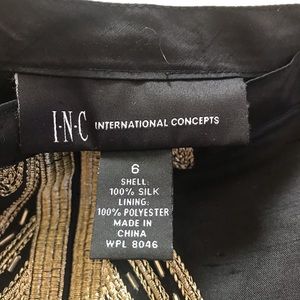 I·N·C INTERNATIONAL CONCEPTS
6
SHELL:
100% SILK
LINING:
100% POLYESTER
MADE IN
CHINA
WPL 8046